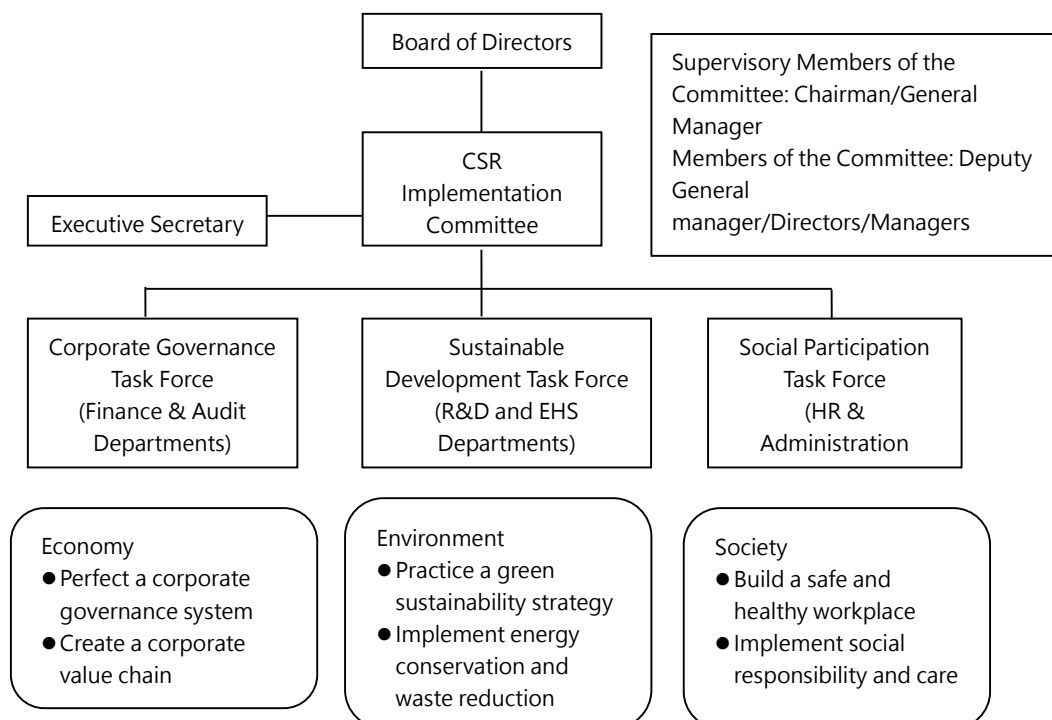 Board of Directors
Supervisory Members of the
Committee: Chairman/General
Manager
Members of the Committee: Deputy
General
manager/Directors/Managers
CSR
Implementation
Committee
Executive Secretary
Corporate Governance
Task Force
(Finance & Audit
Departments)
Sustainable
Development Task Force
(R&D and EHS
Departments)
Social Participation
Task Force
(HR &
Administration
Economy
● Perfect a corporate
governance system
● Create a corporate
value chain
Environment
● Practice a green
sustainability strategy
● Implement energy
conservation and
waste reduction
Society
● Build a safe and
healthy workplace
● Implement social
responsibility and care